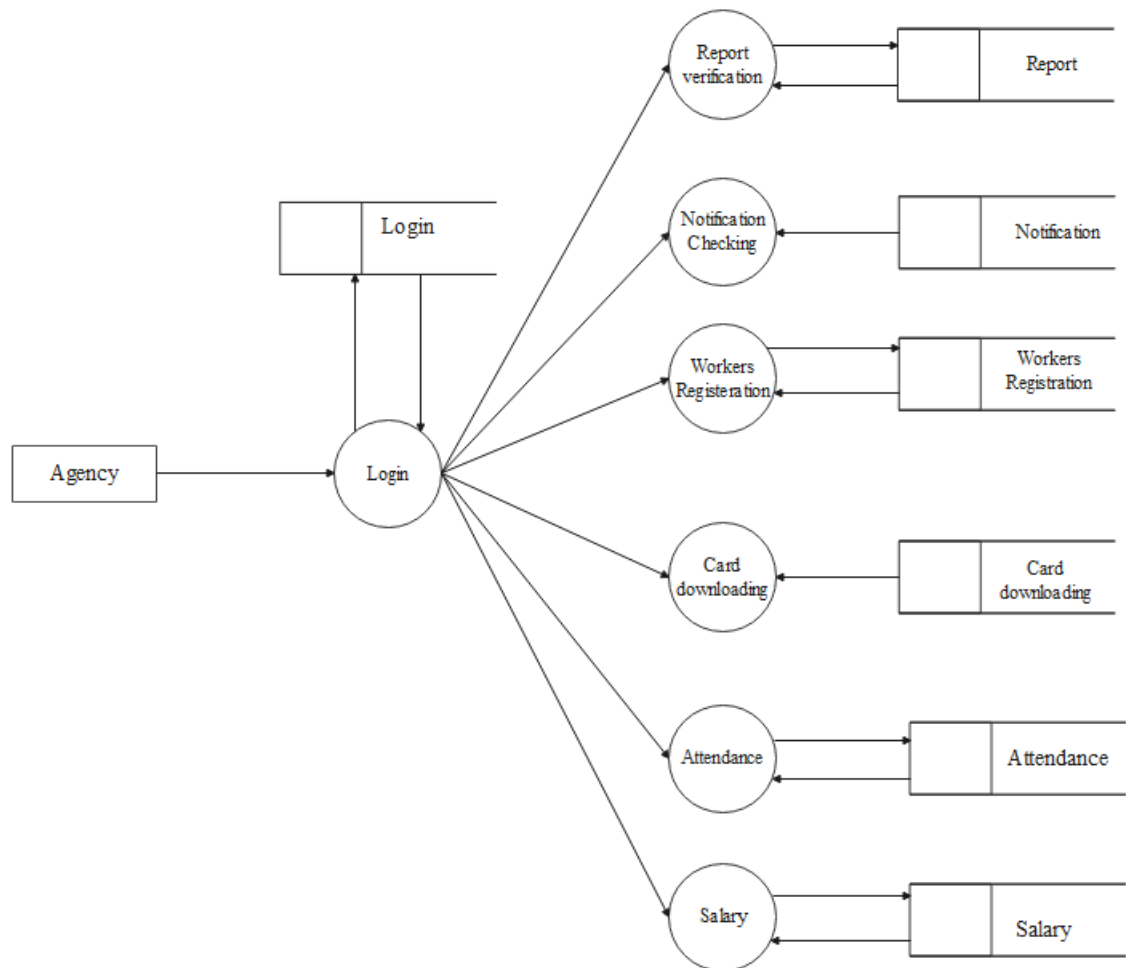 Report
verification
Report
Login
Notification
Checking
Notification
Workers
Registeration
Workers
Registration
Agency
Login
Card
downloading
Card
downloading
Attendance
Attendance
Salary
Salary